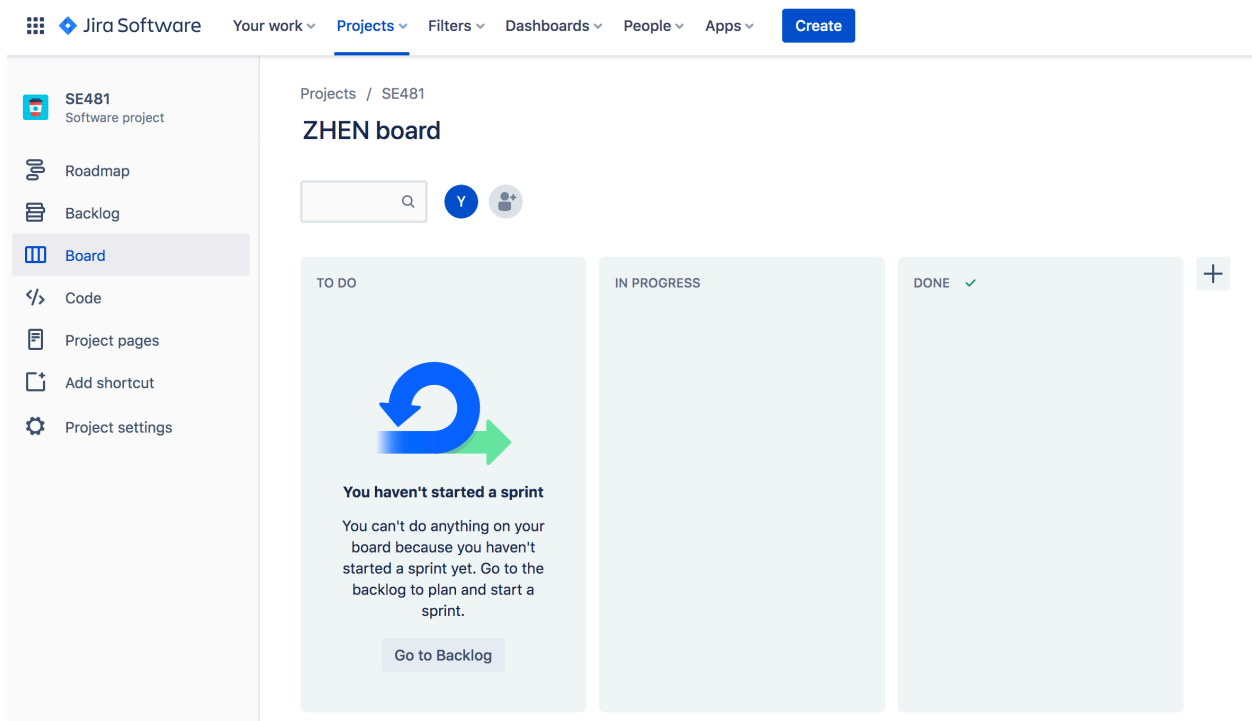 Jira Software Your work Projects Filters Dashboards People Apps Create
SE481
Software project
Roadmap
Backlog
Board
Code
Project pages
Add shortcut
Project settings
Projects / SE481
ZHEN board
Y
TO DO
You haven't started a sprint
You can't do anything on your
board because you haven't
started a sprint yet. Go to the
backlog to plan and start a
sprint.
Go to Backlog
IN PROGRESS
DONE